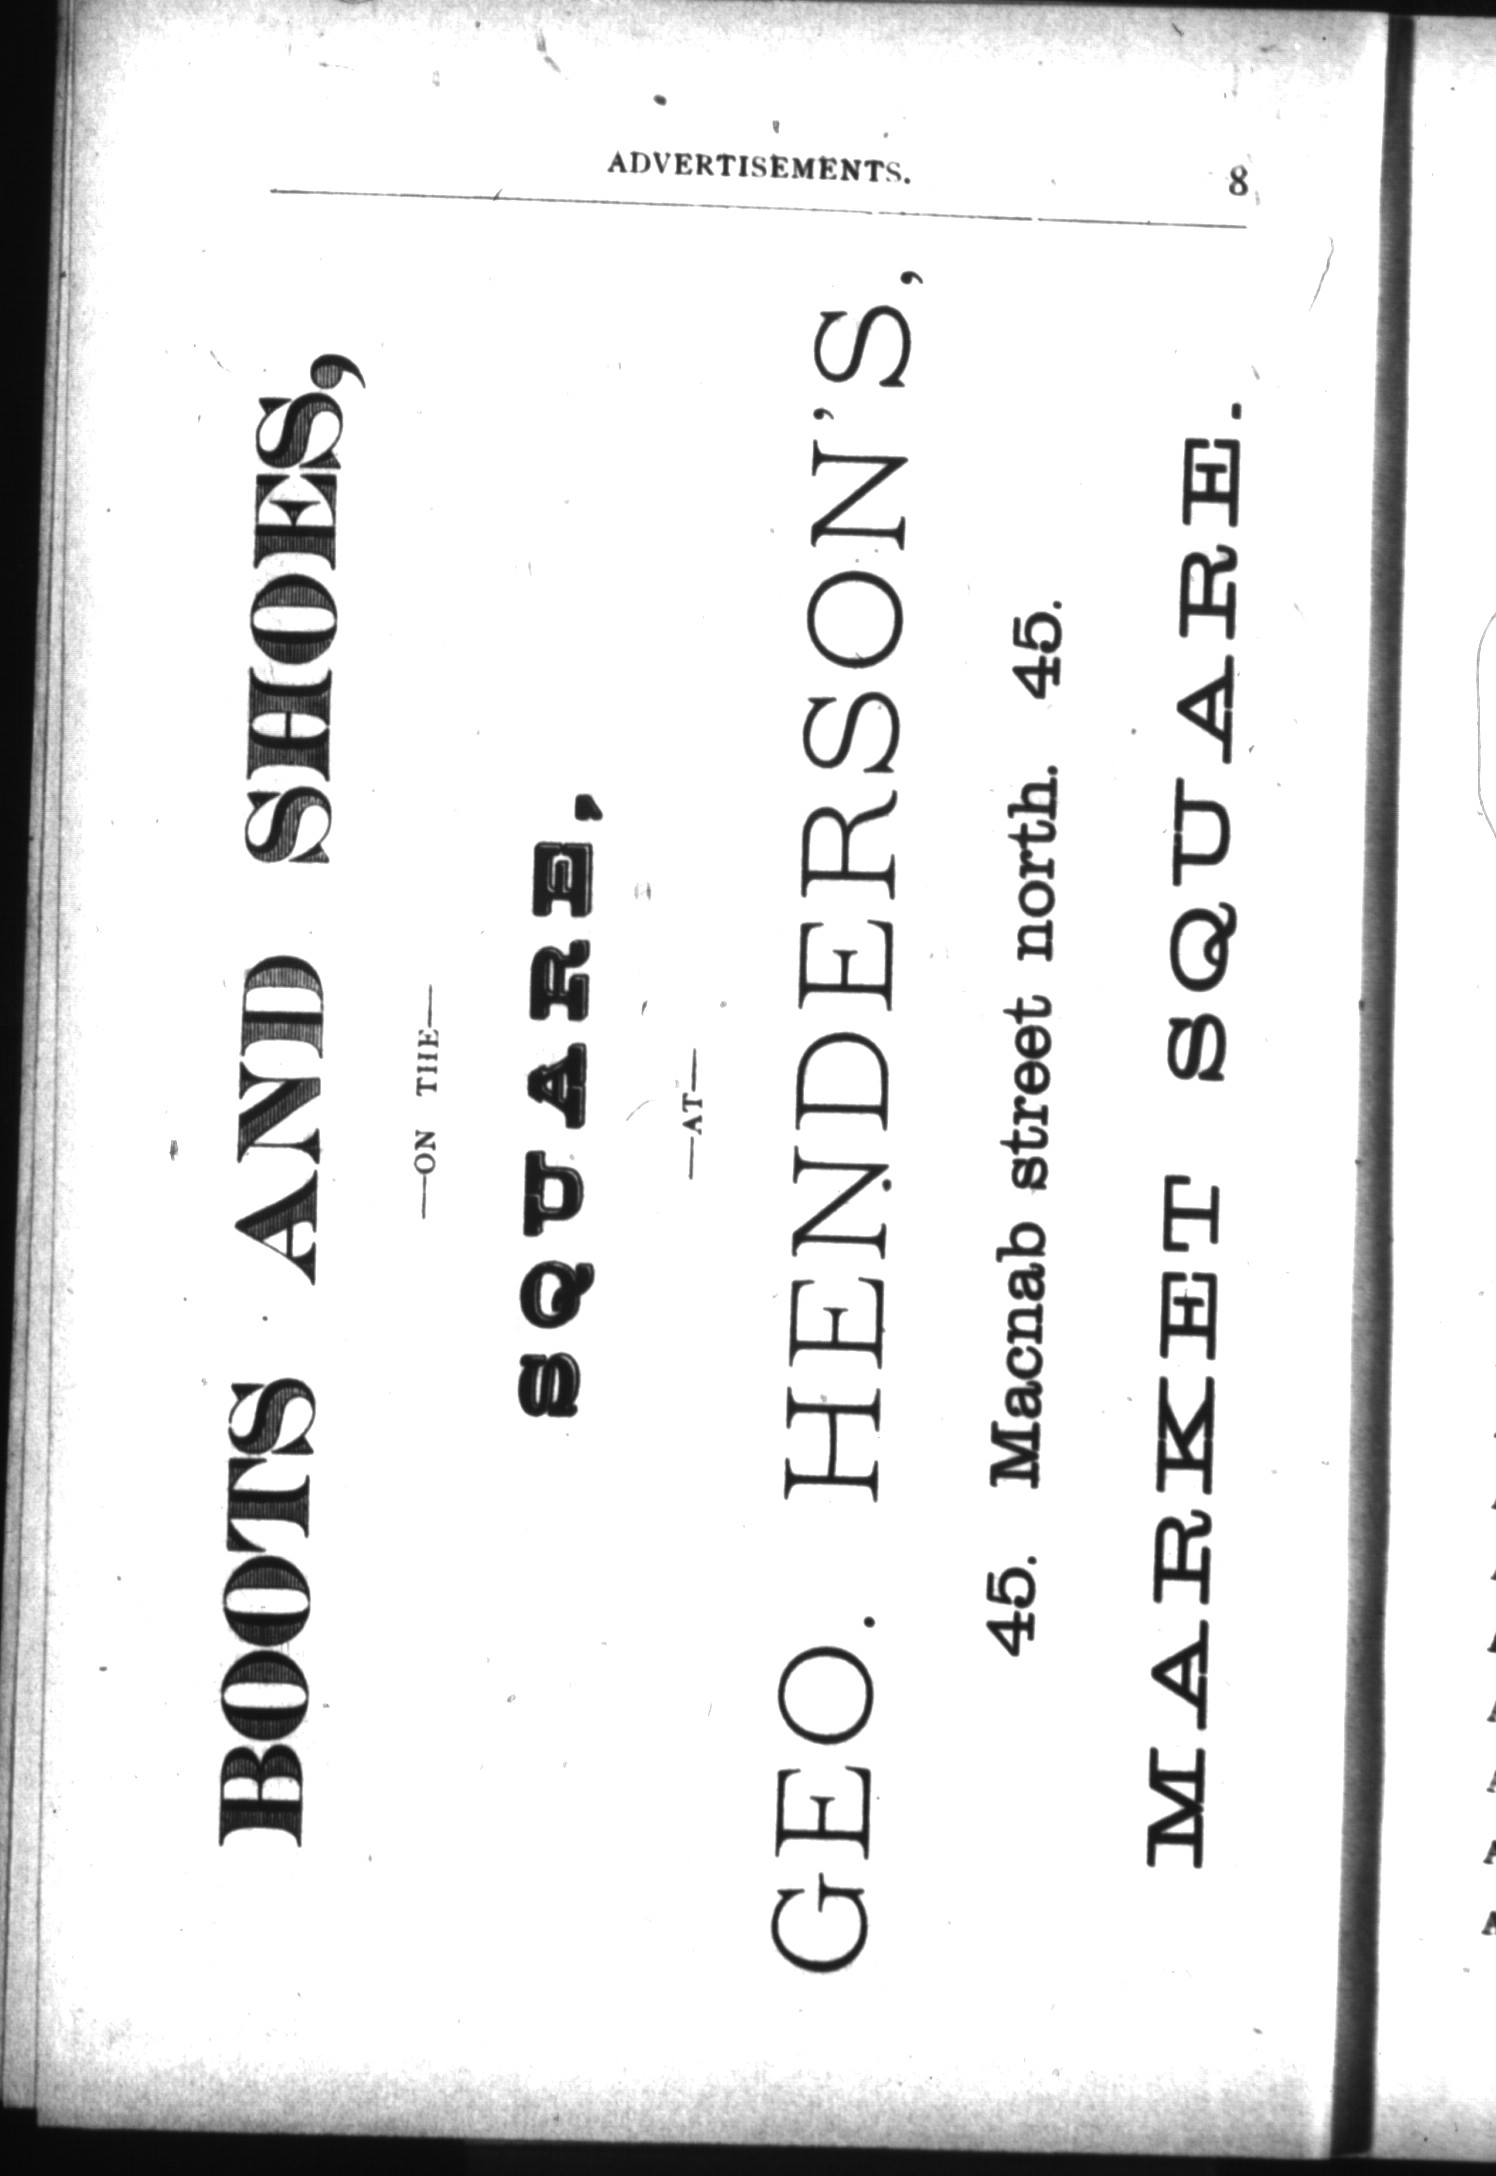 ADVERTISEMENTS. 8
BOOTS AND SHOES,
—ON THE—
SQUARE,
—AT—
GEO. HENDERSON'S,
45. Macnab street north. 45.
MARKET SQUARE.